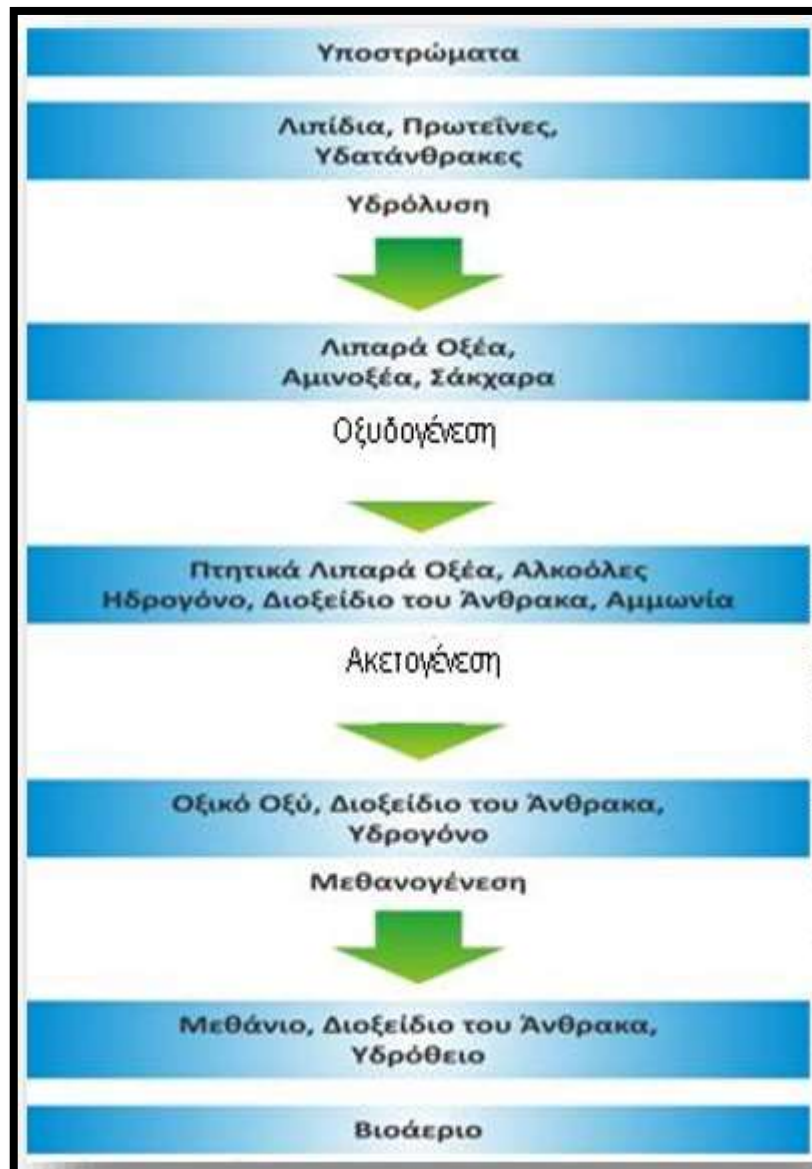 Υποστρώματα
Λιπίδια, Πρωτεΐνες,
Υδατάνθρακες
Υδρόλυση
Λιπαρά Οξέα,
Αμινοξέα, Σάκχαρα
Οξυδογένεση
Πτητικά Λιπαρά Οξέα, Αλκοόλες
Ηδρογόνο, Διοξείδιο του Άνθρακα, Αμμωνία
Ακετογένεση
Οξικό Οξύ, Διοξείδιο του Άνθρακα,
Υδρογόνο
Μεθανογένεση
Μεθάνιο, Διοξείδιο του Άνθρακα,
Υδρόθειο
Βιοάεριο